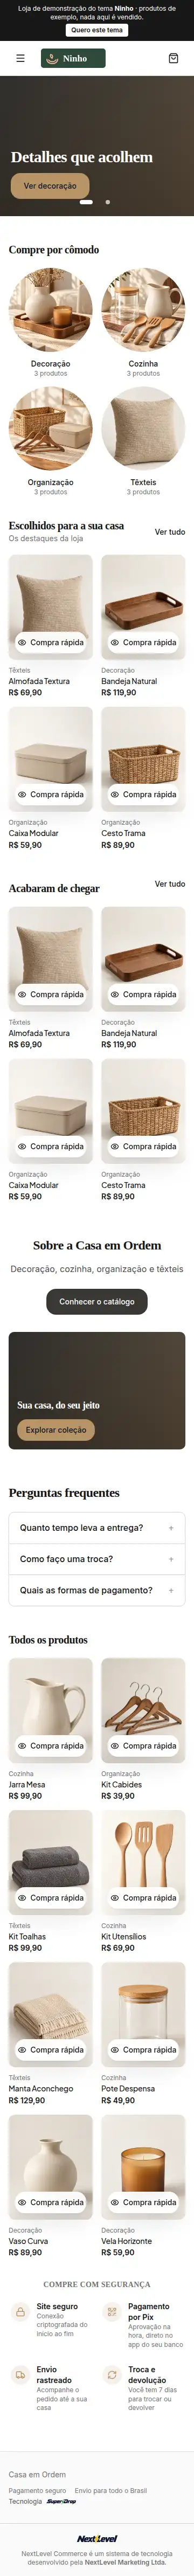 Loja de demonstração do tema Ninho · produtos de
exemplo, nada aqui é vendido.
Quero este tema
Ninho
Detalhes que acolhem
Ver decoração
Compre por cômodo
Decoração
3 produtos
Cozinha
3 produtos
Organização
3 produtos
Têxteis
3 produtos
Escolhidos para a sua casa
Os destaques da loja
Ver tudo
Compra rápida
Compra rápida
Têxteis
Almofada Textura
R$ 69,90
Decoração
Bandeja Natural
R$ 119,90
Compra rápida
Compra rápida
Organização
Caixa Modular
R$ 59,90
Organização
Cesto Trama
R$ 89,90
Acabaram de chegar
Ver tudo
Compra rápida
Compra rápida
Têxteis
Almofada Textura
R$ 69,90
Decoração
Bandeja Natural
R$ 119,90
Compra rápida
Compra rápida
Organização
Caixa Modular
R$ 59,90
Organização
Cesto Trama
R$ 89,90
Sobre a Casa em Ordem
Decoração, cozinha, organização e têxteis
Conhecer o catálogo
Sua casa, do seu jeito
Explorar coleção
Perguntas frequentes
Quanto tempo leva a entrega? +
Como faço uma troca? +
Quais as formas de pagamento? +
Todos os produtos
Compra rápida
Compra rápida
Cozinha
Jarra Mesa
R$ 99,90
Organização
Kit Cabides
R$ 39,90
Compra rápida
Compra rápida
Têxteis
Kit Toalhas
R$ 99,90
Cozinha
Kit Utensílios
R$ 69,90
Compra rápida
Compra rápida
Têxteis
Manta Aconchego
R$ 129,90
Cozinha
Pote Despensa
R$ 49,90
Compra rápida
Compra rápida
Decoração
Vaso Curva
R$ 89,90
Decoração
Vela Horizonte
R$ 59,90
COMPRE COM SEGURANÇA
Site seguro
Conexão
criptografada do
início ao fim
Pagamento
por Pix
Aprovação na
hora, direto no
app do seu banco
Envio
rastreado
Acompanhe o
pedido até a sua
casa
Troca e
devolução
Você tem 7 dias
para trocar ou
devolver
Casa em Ordem
Pagamento seguro Envio para todo o Brasil
Tecnologia SuperDrop
NextLevel
NextLevel Commerce é um sistema de tecnologia
desenvolvido pela NextLevel Marketing Ltda.